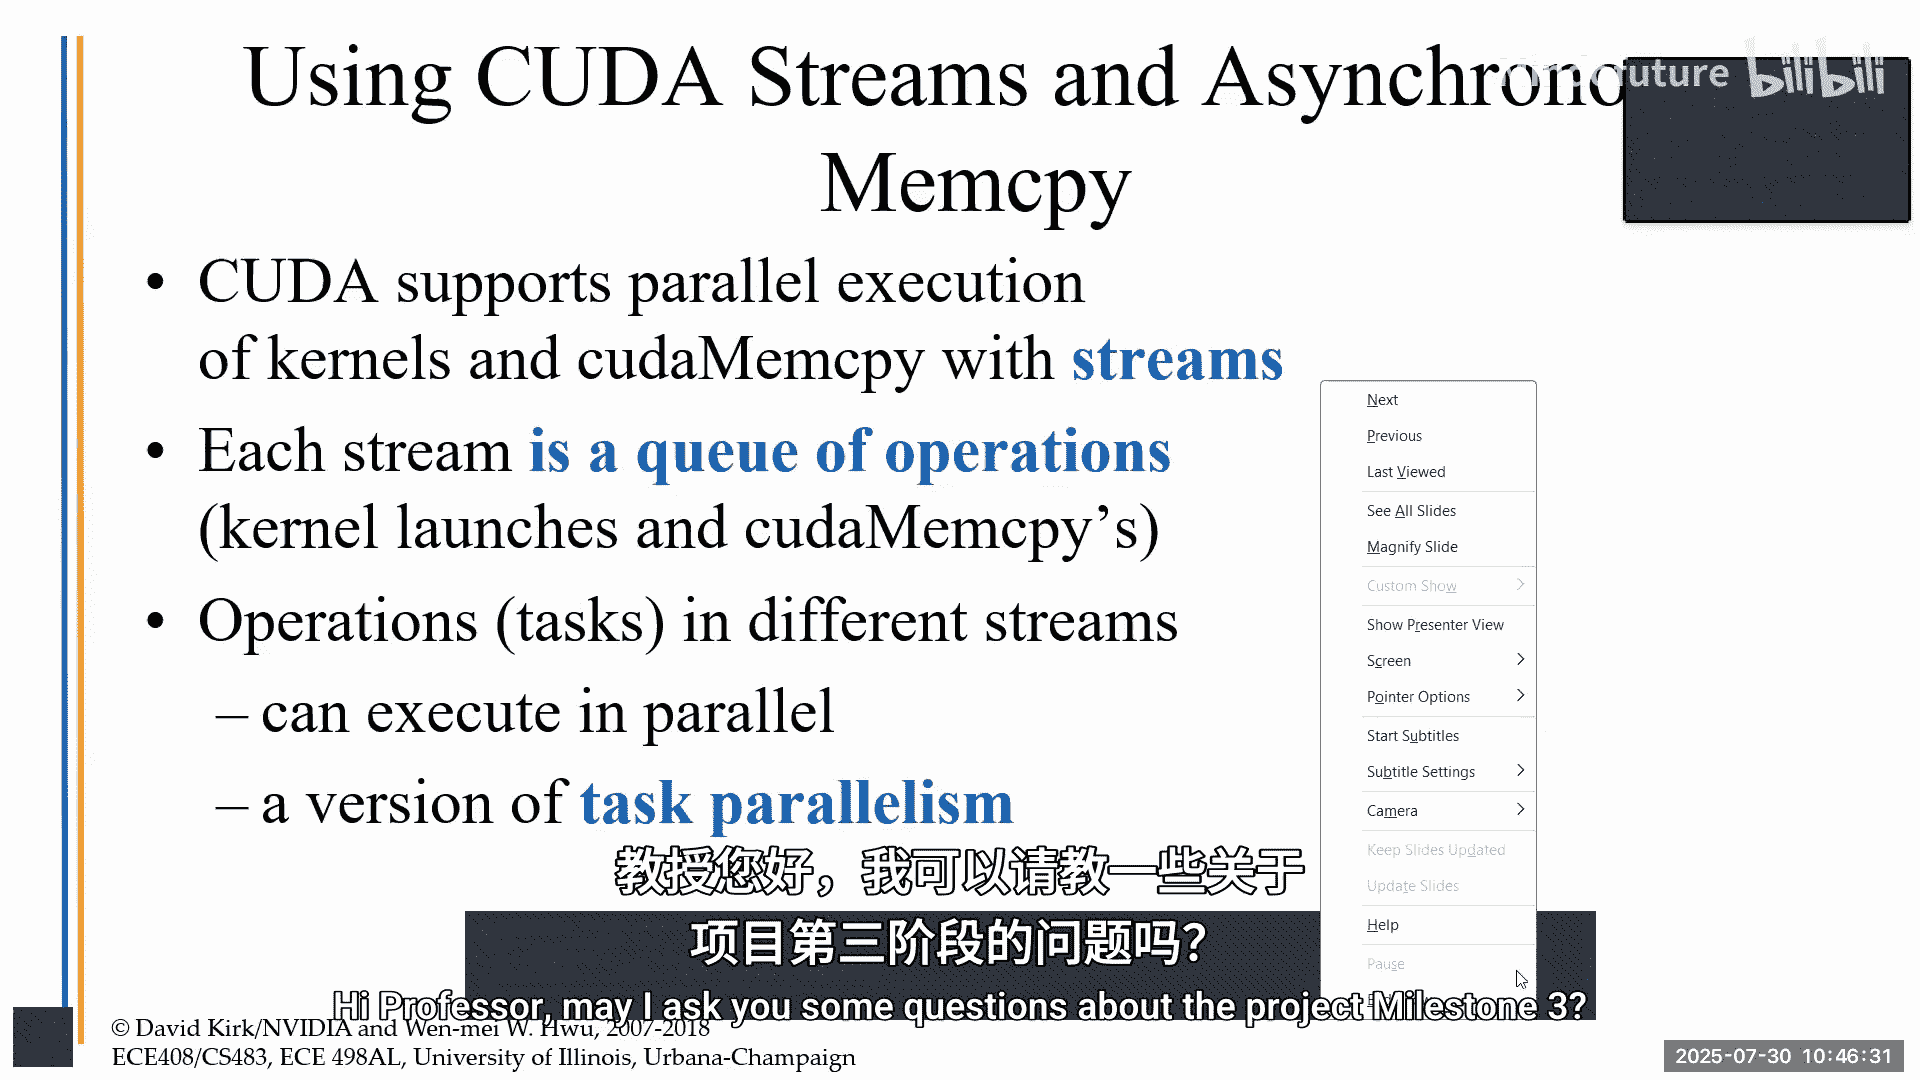 Using CUDA Streams and Asynchrono
future bilibili
Memcpy
• CUDA supports parallel execution
of kernels and cudaMemcpy with streams
• Each stream is a queue of operations
(kernel launches and cudaMemcpy’s)
• Operations (tasks) in different streams
– can execute in parallel
– a version of task parallelism
Next
Previous
Last Viewed
See All Slides
Magnify Slide
Custom Show
Show Presenter View
Screen
Pointer Options
Start Subtitles
Subtitle Settings
Camera
Keep Slides Updated
Update Slides
Help
Pause
教授您好，我可以请教一些关于
项目第三阶段的问题吗？
Hi Professor, may I ask you some questions about the project Milestone 3?
© David Kirk/NVIDIA and Wen-mei W. Hwu, 2007-2018
ECE408/CS483, ECE 498AL, University of Illinois, Urbana-Champaign
2025-07-30 10:46:31